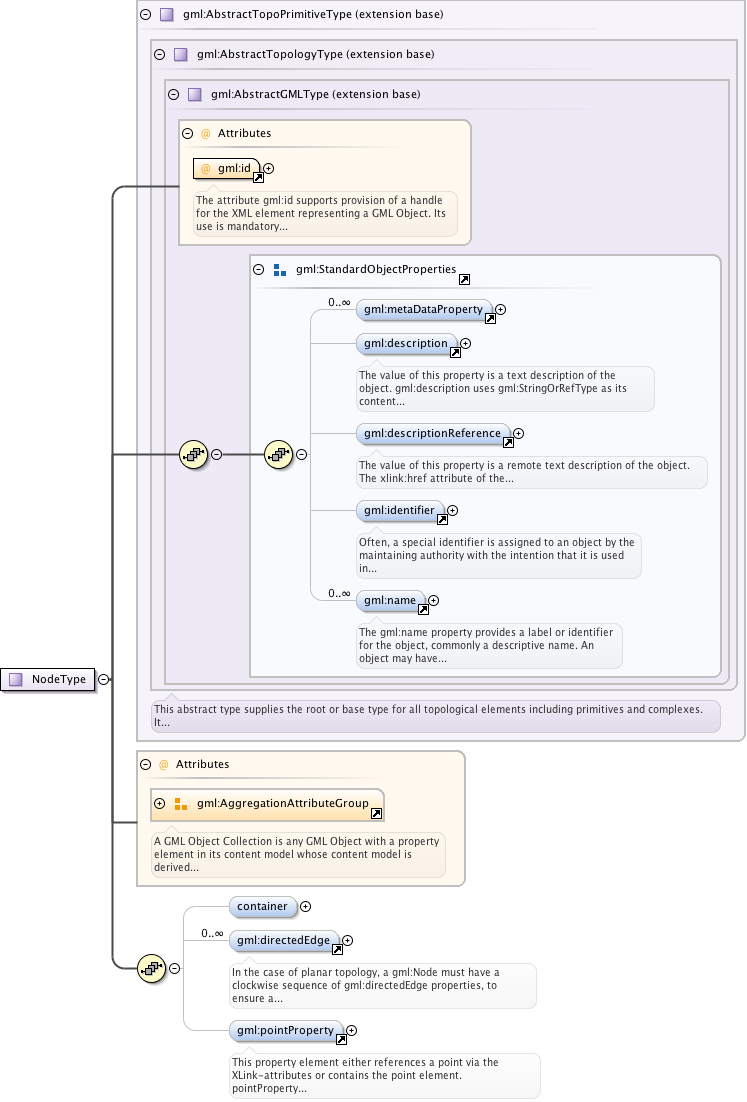 gml:AbstractTopoPrimitiveType (extension base)
gml:AbstractTopologyType (extension base)
gml:AbstractGMLType (extension base)
@ Attributes
@ gml:id
The attribute gml:id supports provision of a handle
for the XML element representing a GML Object. Its
use is mandatory...
gml:StandardObjectProperties
0..∞
gml:metaDataProperty
gml:description
The value of this property is a text description of the
object. gml:description uses gml:StringOrRefType as its
content...
gml:descriptionReference
The value of this property is a remote text description of the object.
The xlink:href attribute of the...
gml:identifier
Often, a special identifier is assigned to an object by the
maintaining authority with the intention that it is used
in...
0..∞
gml:name
The gml:name property provides a label or identifier
for the object, commonly a descriptive name. An
object may have...
NodeType
This abstract type supplies the root or base type for all topological elements including primitives and complexes.
It...
@ Attributes
gml:AggregationAttributeGroup
A GML Object Collection is any GML Object with a property
element in its content model whose content model is
derived...
container
0..∞
gml:directedEdge
In the case of planar topology, a gml:Node must have a
clockwise sequence of gml:directedEdge properties, to
ensure a...
gml:pointProperty
This property element either references a point via the
XLink-attributes or contains the point element.
pointProperty...